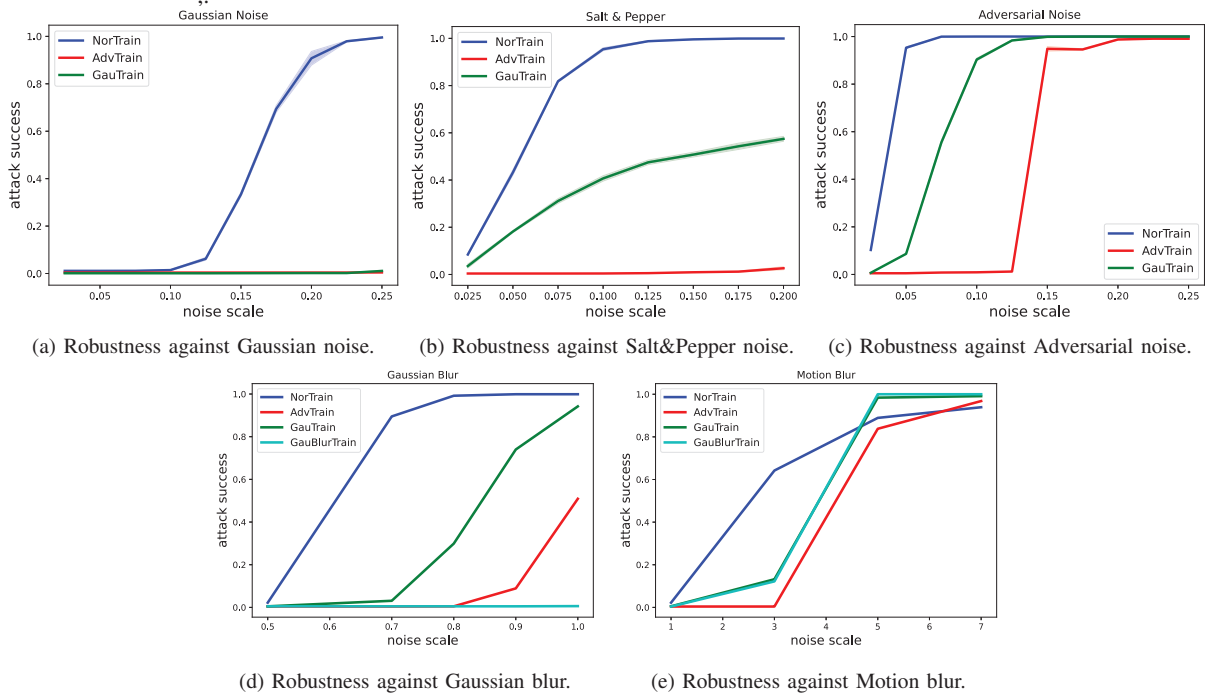 Gaussian Noise
1.0
0.8
0.6
0.4
0.2
0.0
attack success
NorTrain
AdvTrain
GauTrain
0.05 0.10 0.15 0.20 0.25
noise scale
(a) Robustness against Gaussian noise.
Salt & Pepper
1.0
0.8
0.6
0.4
0.2
0.0
attack success
NorTrain
AdvTrain
GauTrain
0.025 0.050 0.075 0.100 0.125 0.150 0.175 0.200
noise scale
(b) Robustness against Salt&Pepper noise.
Adversarial Noise
1.0
0.8
0.6
0.4
0.2
0.0
attack success
NorTrain
AdvTrain
GauTrain
0.05 0.10 0.15 0.20 0.25
noise scale
(c) Robustness against Adversarial noise.
Gaussian Blur
1.0
0.8
0.6
0.4
0.2
0.0
attack success
NorTrain
AdvTrain
GauTrain
GauBlurTrain
0.5 0.6 0.7 0.8 0.9 1.0
noise scale
(d) Robustness against Gaussian blur.
Motion Blur
1.0
0.8
0.6
0.4
0.2
0.0
attack success
NorTrain
AdvTrain
GauTrain
GauBlurTrain
1 2 3 4 5 6 7
noise scale
(e) Robustness against Motion blur.